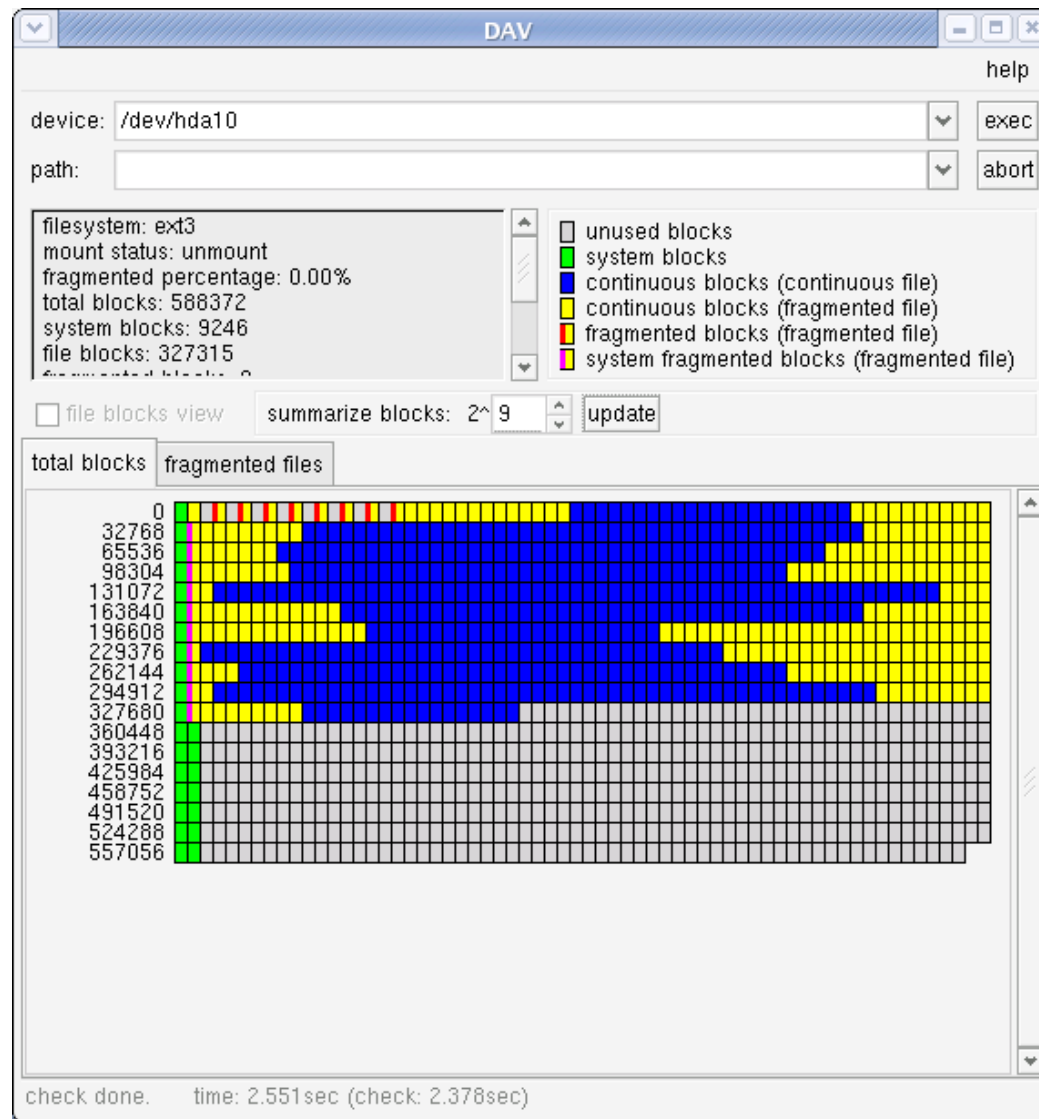 DAV
help
device: /dev/hda10 exec
path: abort
filesystem: ext3
mount status: unmount
fragmented percentage: 0.00%
total blocks: 588372
system blocks: 9246
file blocks: 327315
unused blocks
system blocks
continuous blocks (continuous file)
continuous blocks (fragmented file)
fragmented blocks (fragmented file)
system fragmented blocks (fragmented file)
file blocks view summarize blocks: 2^ 9 update
total blocks fragmented files
0
32768
65536
98304
131072
163840
196608
229376
262144
294912
327680
360448
393216
425984
458752
491520
524288
557056
check done. time: 2.551sec (check: 2.378sec)